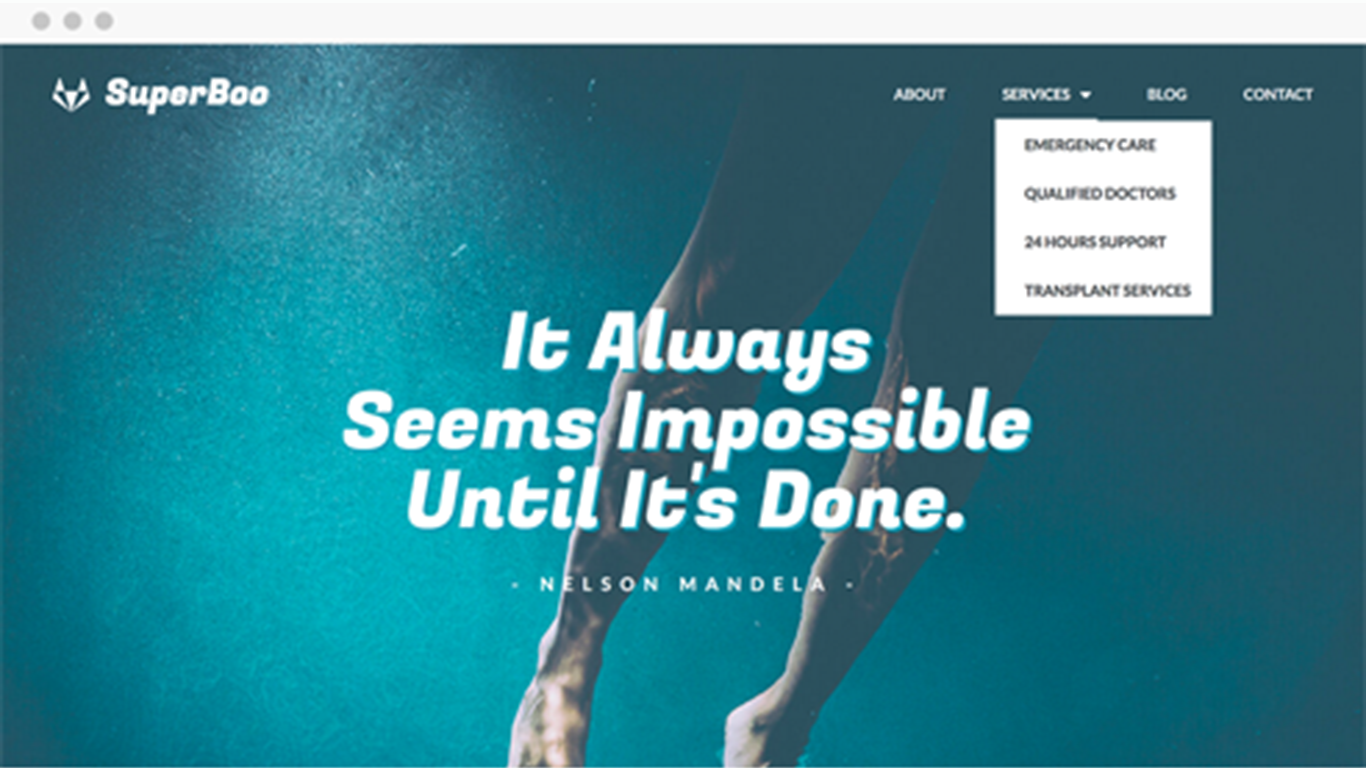 SuperBoo
ABOUT SERVICES BLOG CONTACT
EMERGENCY CARE
QUALIFIED DOCTORS
24 HOURS SUPPORT
TRANSPLANT SERVICES
It Always
Seems Impossible
Until It's Done.
- NELSON MANDELA -